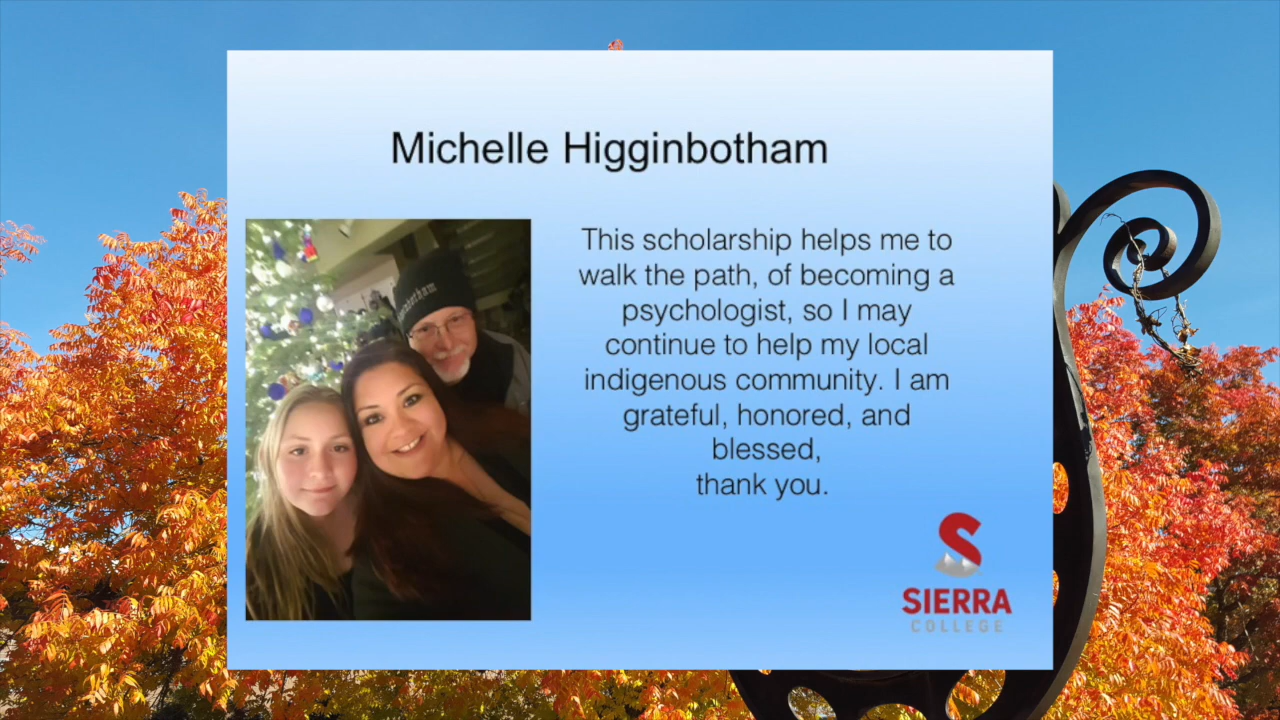 Michelle Higginbotham
This scholarship helps me to
walk the path, of becoming a
psychologist, so I may
continue to help my local
indigenous community. I am
grateful, honored, and
blessed,
thank you.
SIERRA
COLLEGE